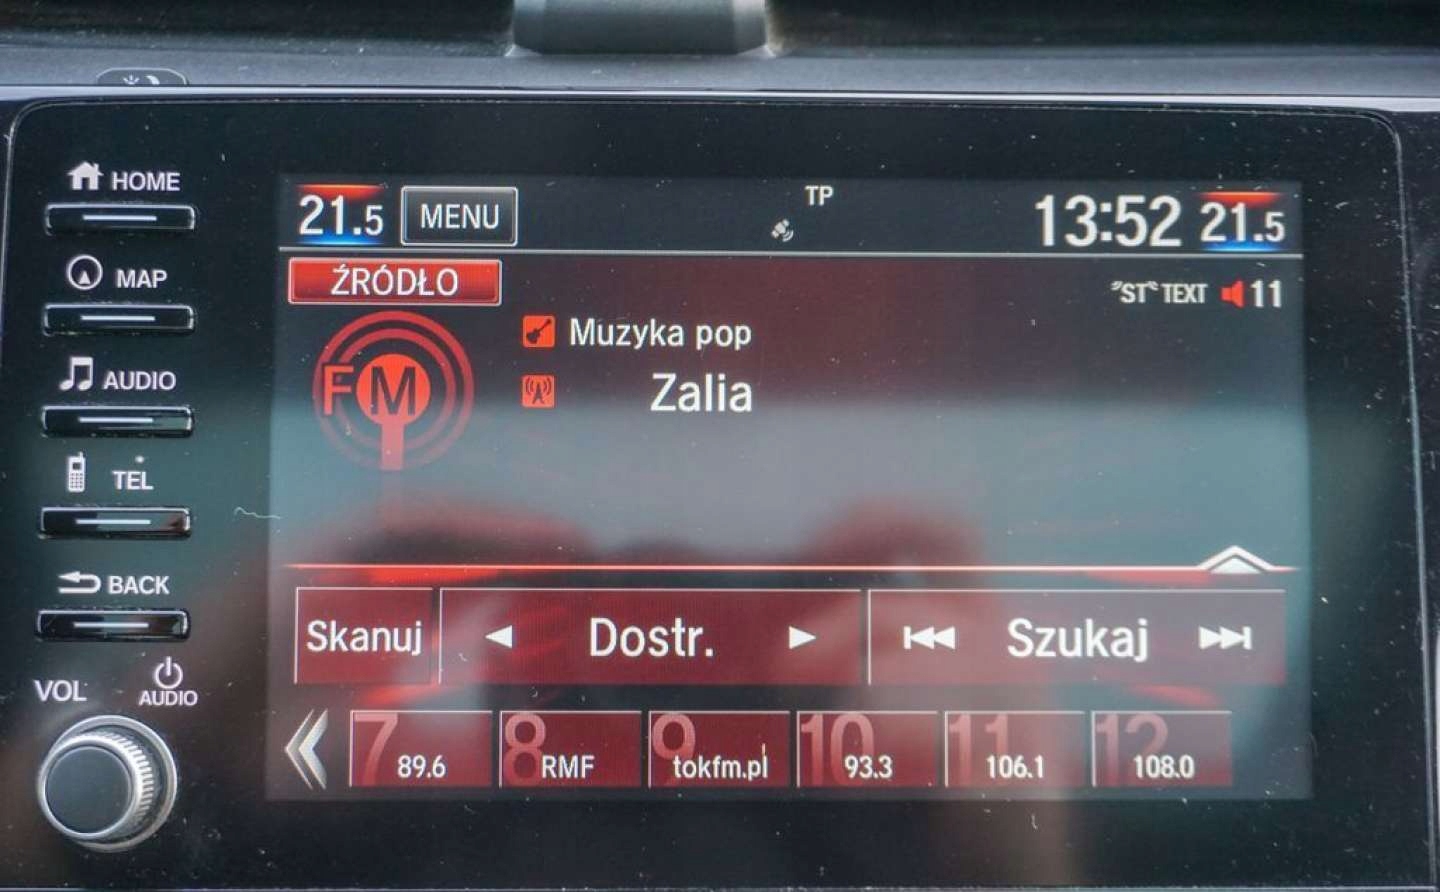 HOME
MAP
AUDIO
TEL
BACK
VOL
AUDIO
21.5 MENU TP 13:52 21.5
ŹRÓDŁO
"ST" TEXT 11
FM
Muzyka pop
Zalia
Skanuj Dostr. Szukaj
7 89.6 8 RMF 9 tokfm.pl 10 93.3 11 106.1 12 108.0